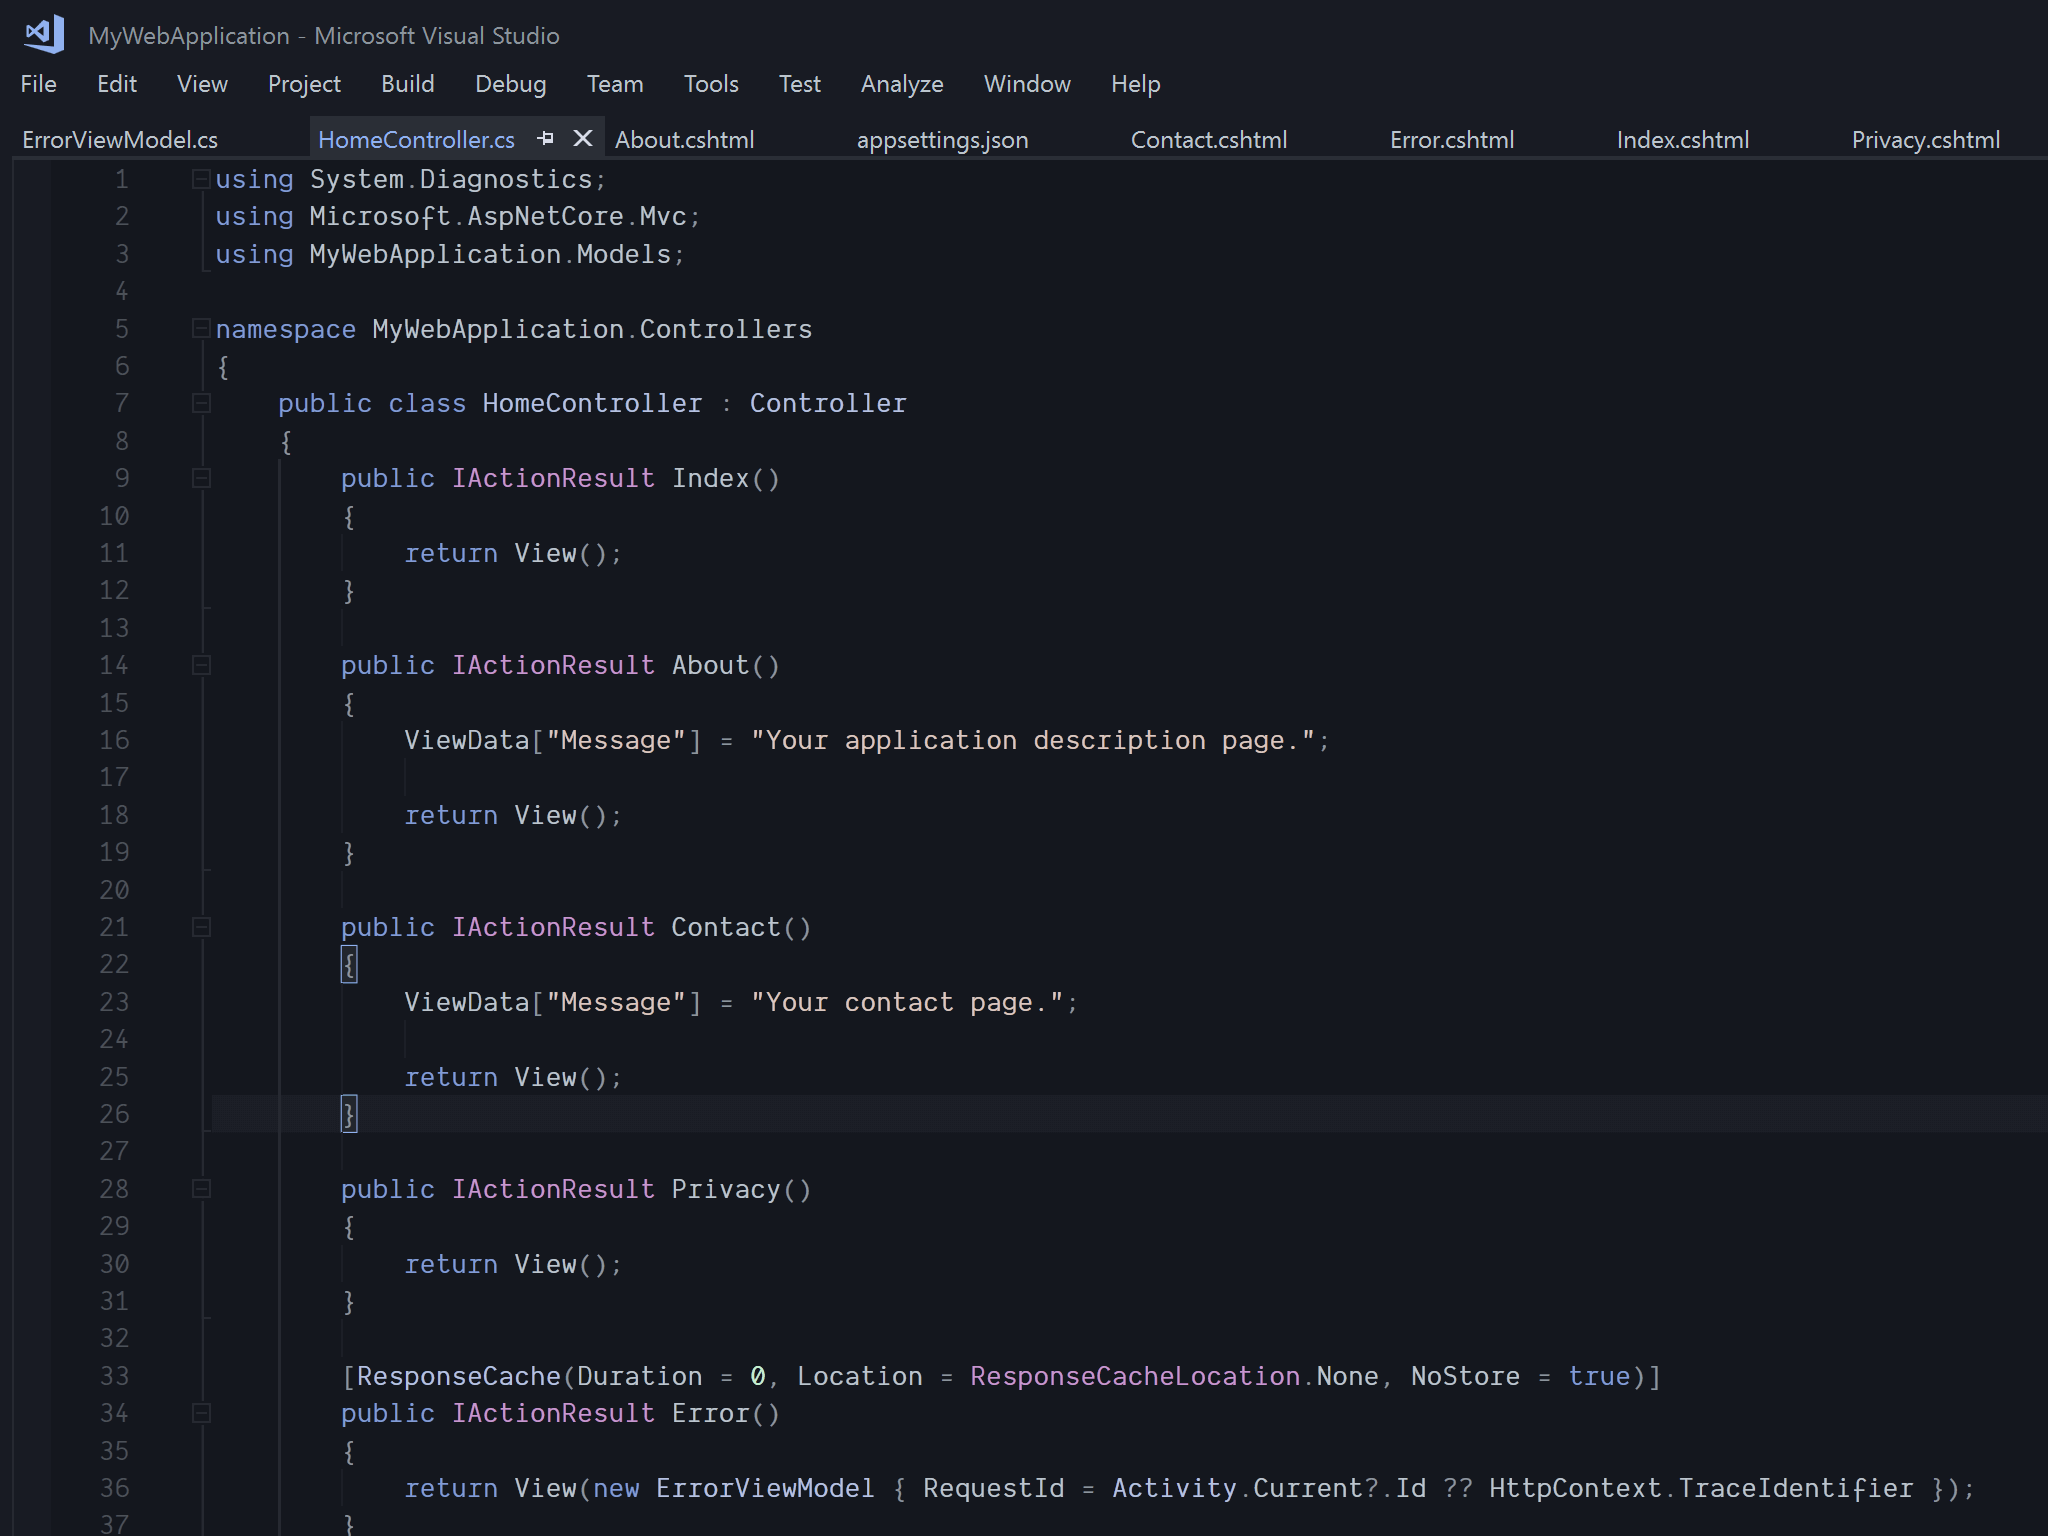 MyWebApplication - Microsoft Visual Studio
File Edit View Project Build Debug Team Tools Test Analyze Window Help
ErrorViewModel.cs HomeController.cs About.cshtml appsettings.json Contact.cshtml Error.cshtml Index.cshtml Privacy.cshtml
1 using System.Diagnostics;
2 using Microsoft.AspNetCore.Mvc;
3 using MyWebApplication.Models;
4
5 namespace MyWebApplication.Controllers
6 {
7 public class HomeController : Controller
8 {
9 public IActionResult Index()
10 {
11 return View();
12 }
13
14 public IActionResult About()
15 {
16 ViewData["Message"] = "Your application description page.";
17
18 return View();
19 }
20
21 public IActionResult Contact()
22 {
23 ViewData["Message"] = "Your contact page.";
24
25 return View();
26 }
27
28 public IActionResult Privacy()
29 {
30 return View();
31 }
32
33 [ResponseCache(Duration = 0, Location = ResponseCacheLocation.None, NoStore = true)]
34 public IActionResult Error()
35 {
36 return View(new ErrorViewModel { RequestId = Activity.Current?.Id ?? HttpContext.TraceIdentifier });
37 }